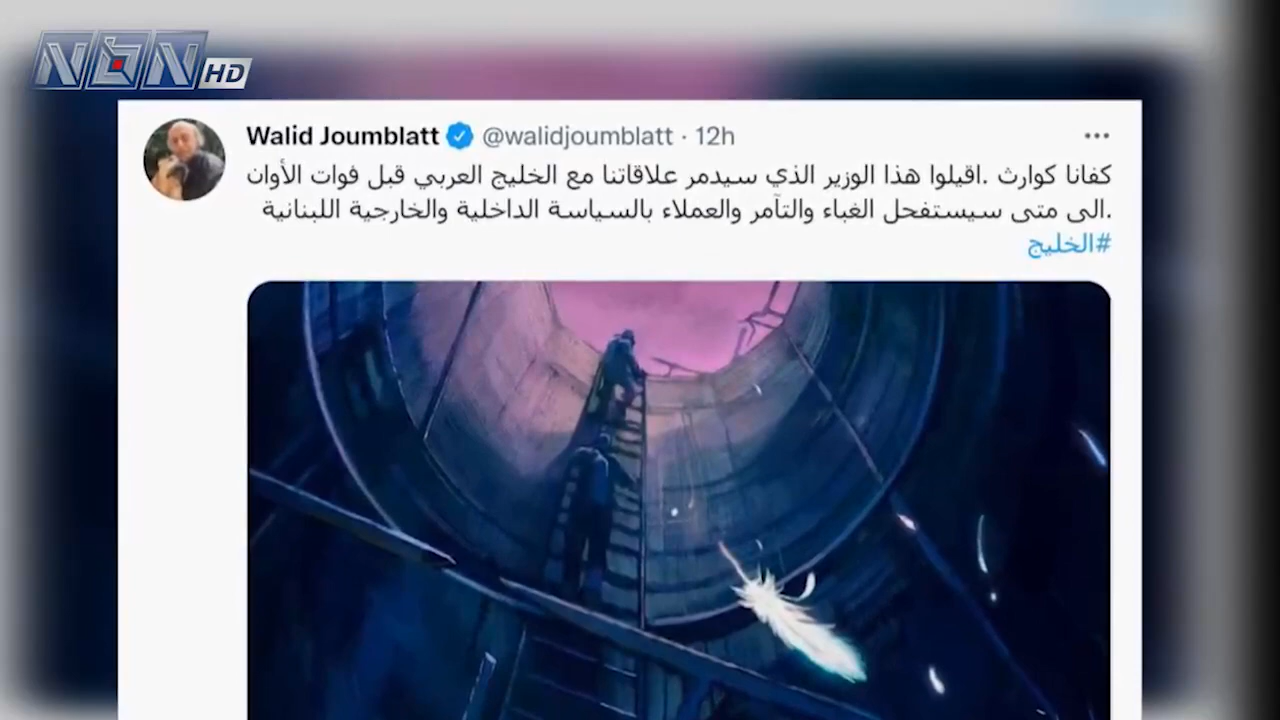 NBN HD
Walid Joumblatt @walidjoumblatt · 12h
كفانا كوارث .اقيلوا هذا الوزير الذي سيدمر علاقاتنا مع الخليج العربي قبل فوات الأوان
.الى متى سيستفحل الغباء والتآمر والعملاء بالسياسة الداخلية والخارجية اللبنانية
#الخليج